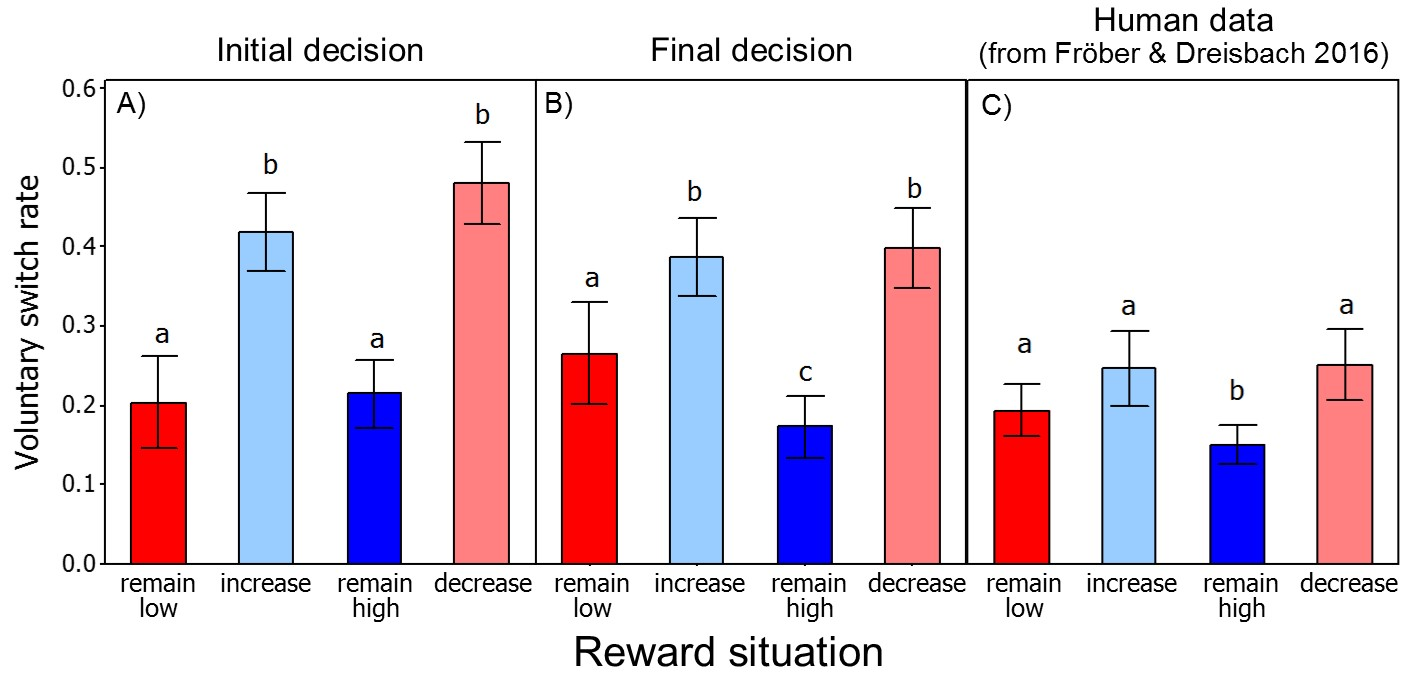 Initial decision
Final decision
Human data
(from Fröber & Dreisbach 2016)
Voluntary switch rate
0.6
0.5
0.4
0.3
0.2
0.1
0.0
A)
a
b
a
b
remain low
increase
remain high
decrease
B)
a
b
c
b
remain low
increase
remain high
decrease
C)
a
a
b
a
remain low
increase
remain high
decrease
Reward situation